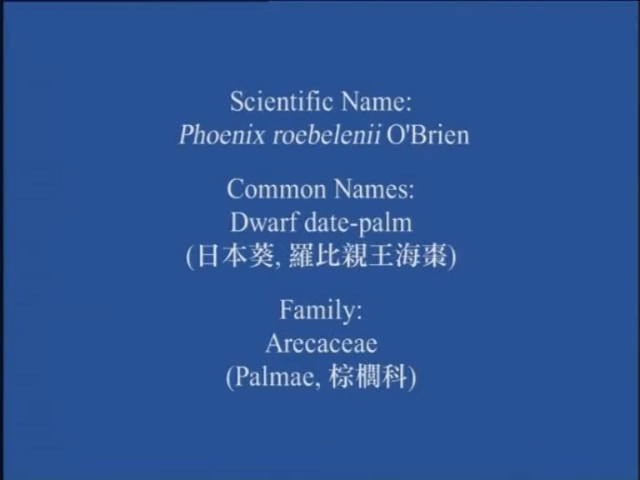 Scientific Name:
Phoenix roebelenii O'Brien
Common Names:
Dwarf date-palm
(日本葵, 羅比親王海棗)
Family:
Arecaceae
(Palmae, 棕櫚科)